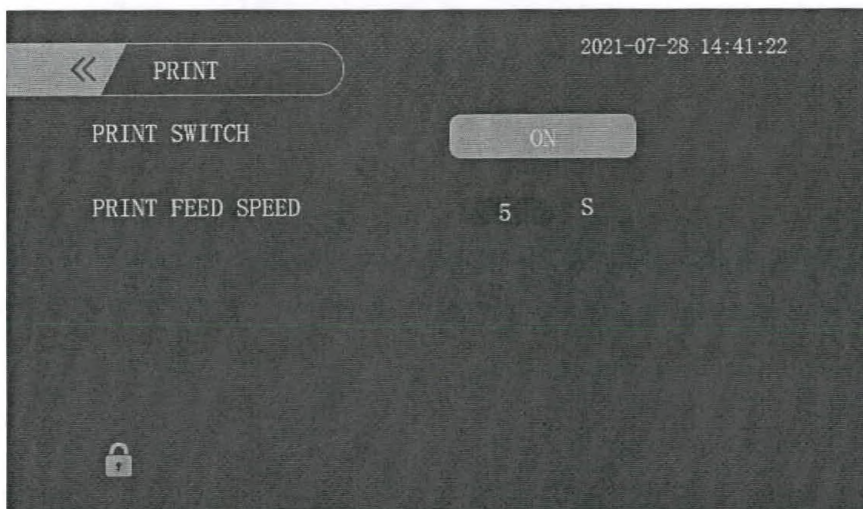 2021-07-28 14:41:22
PRINT
PRINT SWITCH ON
PRINT FEED SPEED 5 S